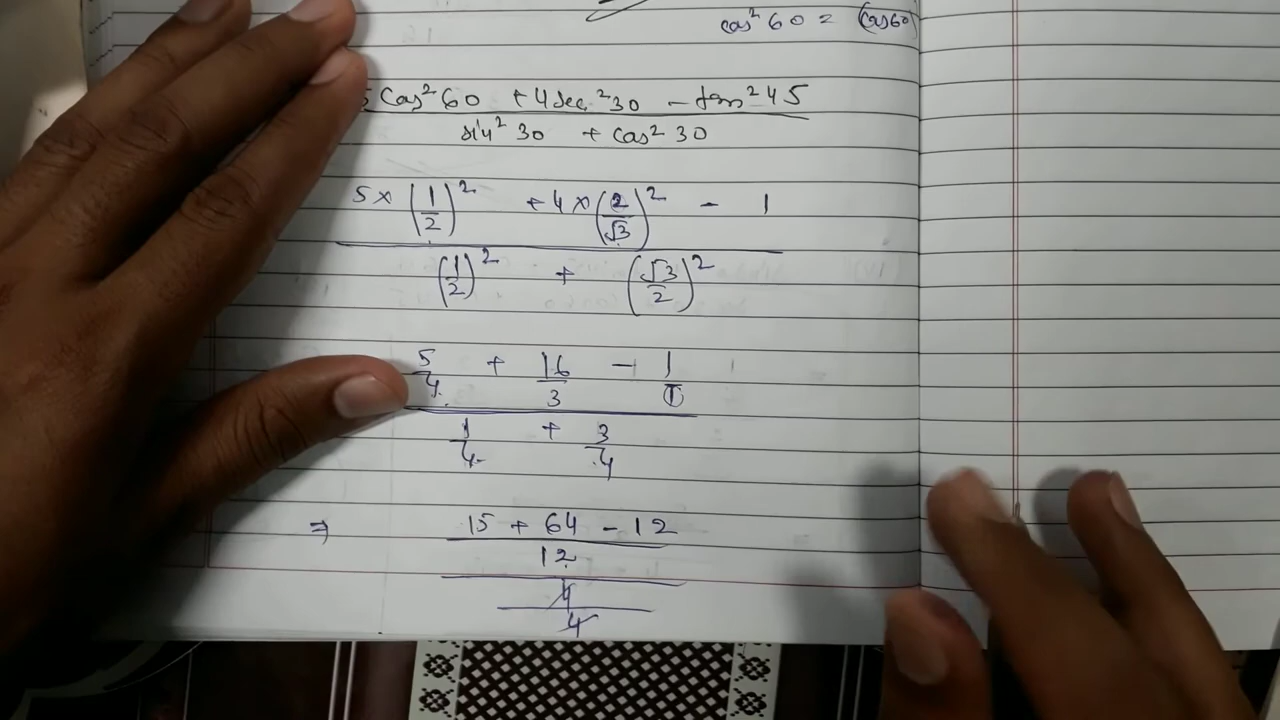 cos² 60 = (cos 60
5 cos² 60 + 4 sec² 30 - tan² 45
sin² 30 + cos² 30
5 × (1/2)² + 4 × (2/√3)² - 1
(1/2)² + (√3/2)²
5/4 + 16/3 - 1/1
1/4 + 3/4
⇒ 15 + 64 - 12
12
4
4